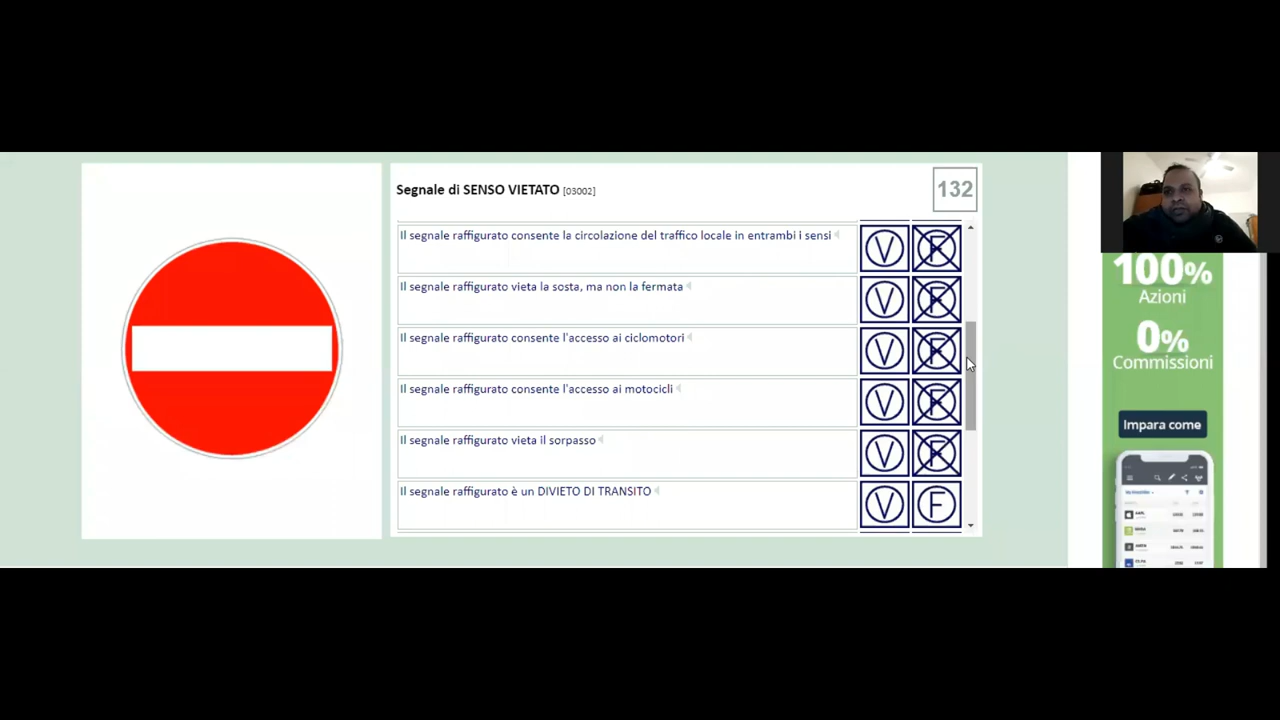 Segnale di SENSO VIETATO [03002]
132
Il segnale raffigurato consente la circolazione del traffico locale in entrambi i sensi
V F
Il segnale raffigurato vieta la sosta, ma non la fermata
V F
Il segnale raffigurato consente l'accesso ai ciclomotori
V F
Il segnale raffigurato consente l'accesso ai motocicli
V F
Il segnale raffigurato vieta il sorpasso
V F
Il segnale raffigurato è un DIVIETO DI TRANSITO
V F
100%
Azioni
0%
Commissioni
Impara come